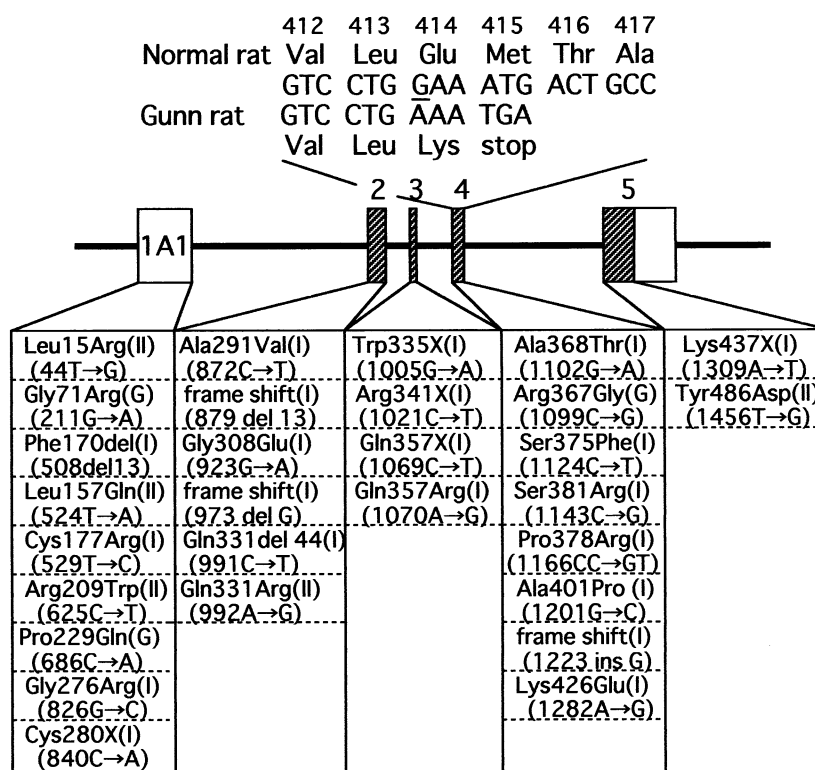 412 413 414 415 416 417
Normal rat Val Leu Glu Met Thr Ala
GTC CTG GAA ATG ACT GCC
Gunn rat GTC CTG AAA TGA
Val Leu Lys stop
2 3 4 5
1A1
Leu15Arg(II)
(44T→G)
Gly71Arg(G)
(211G→A)
Phe170del(I)
(508del13)
Leu157Gln(II)
(524T→A)
Cys177Arg(I)
(529T→C)
Arg209Trp(II)
(625C→T)
Pro229Gln(G)
(686C→A)
Gly276Arg(I)
(826G→C)
Cys280X(I)
(840C→A)
Ala291Val(I)
(872C→T)
frame shift(I)
(879 del 13)
Gly308Glu(I)
(923G→A)
frame shift(I)
(973 del G)
Gln331del 44(I)
(991C→T)
Gln331Arg(II)
(992A→G)
Trp335X(I)
(1005G→A)
Arg341X(I)
(1021C→T)
Gln357X(I)
(1069C→T)
Gln357Arg(I)
(1070A→G)
Ala368Thr(I)
(1102G→A)
Arg367Gly(G)
(1099C→G)
Ser375Phe(I)
(1124C→T)
Ser381Arg(I)
(1143C→G)
Pro378Arg(I)
(1166CC→GT)
Ala401Pro (I)
(1201G→C)
frame shift(I)
(1223 ins G)
Lys426Glu(I)
(1282A→G)
Lys437X(I)
(1309A→T)
Tyr486Asp(II)
(1456T→G)